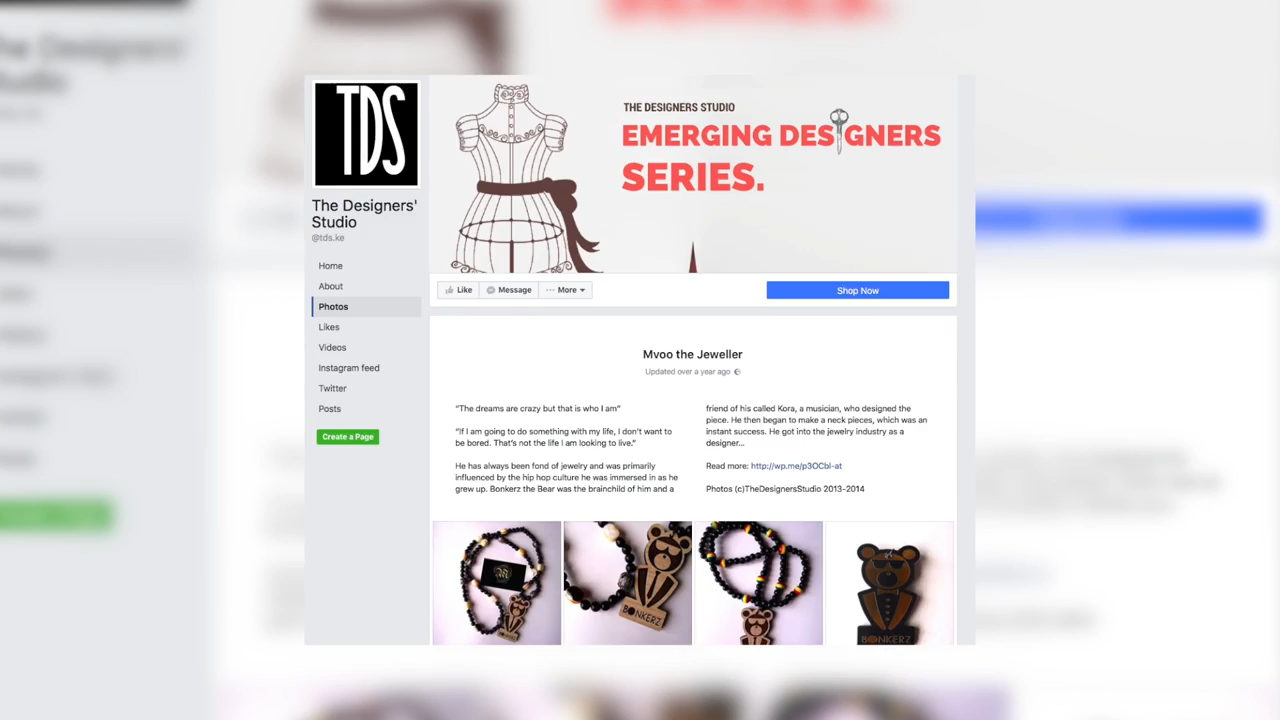 TDS
The Designers'
Studio
@tds.ke
Home
About
Photos
Likes
Videos
Instagram feed
Twitter
Posts
Create a Page
THE DESIGNERS STUDIO
EMERGING DESIGNERS
SERIES.
Like
Message
More
Shop Now
Mvoo the Jeweller
Updated over a year ago
“The dreams are crazy but that is who I am”
“If I am going to do something with my life, I don't want to
be bored. That's not the life I am looking to live.”
He has always been fond of jewelry and was primarily
influenced by the hip hop culture he was immersed in as he
grew up. Bonkerz the Bear was the brainchild of him and a
friend of his called Kora, a musician, who designed the
piece. He then began to make a neck pieces, which was an
instant success. He got into the jewelry industry as a
designer...
Read more: http://wp.me/p3OCbl-at
Photos (c)TheDesignersStudio 2013-2014
BONKERZ
BONKERZ